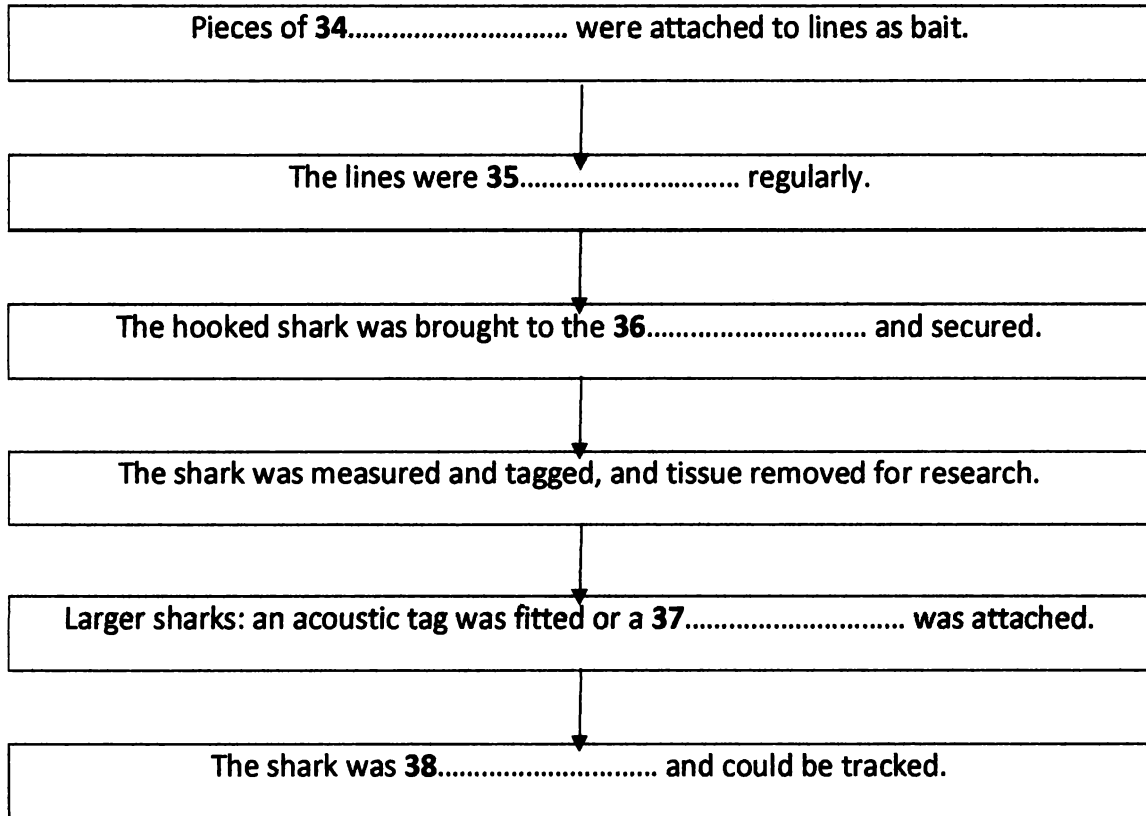 Pieces of 34............................. were attached to lines as bait.
The lines were 35............................. regularly.
The hooked shark was brought to the 36............................. and secured.
The shark was measured and tagged, and tissue removed for research.
Larger sharks: an acoustic tag was fitted or a 37............................. was attached.
The shark was 38............................. and could be tracked.